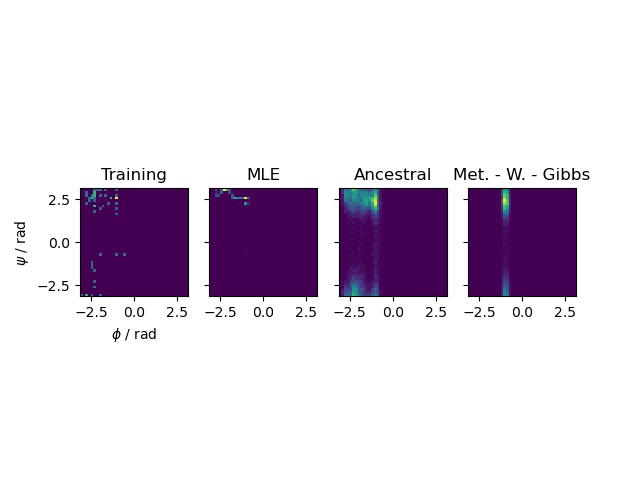 Training
MLE
Ancestral
Met. - W. - Gibbs
2.5
0.0
−2.5
ψ / rad
−2.5 0.0 2.5
−2.5 0.0 2.5
−2.5 0.0 2.5
−2.5 0.0 2.5
ϕ / rad